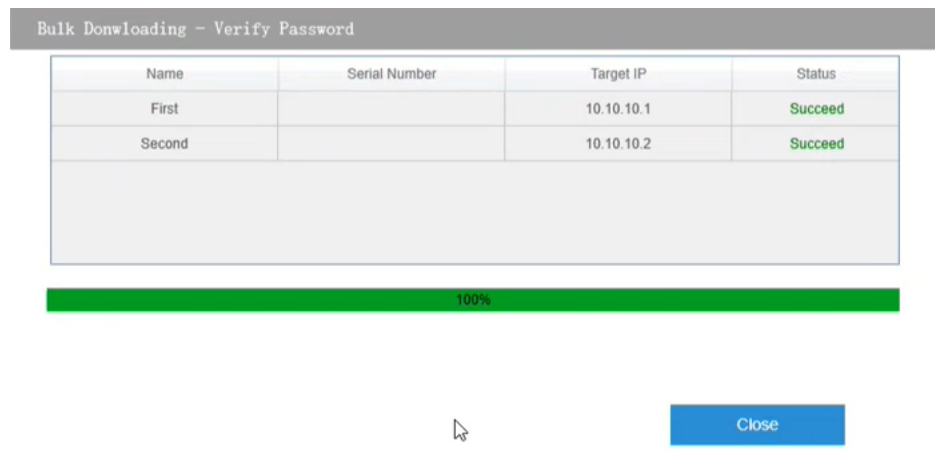 Bulk Donwloading - Verify Password
Name Serial Number Target IP Status
First 10.10.10.1 Succeed
Second 10.10.10.2 Succeed
100%
Close